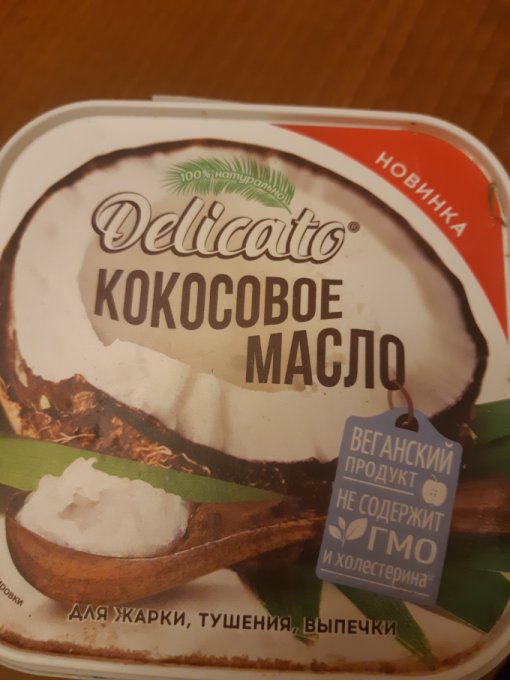 100% натурально
НОВИНКА
Delicato®
КОКОСОВОЕ
МАСЛО
ВЕГАНСКИЙ
ПРОДУКТ
НЕ СОДЕРЖИТ
ГМО
и холестерина
ДЛЯ ЖАРКИ, ТУШЕНИЯ, ВЫПЕЧКИ